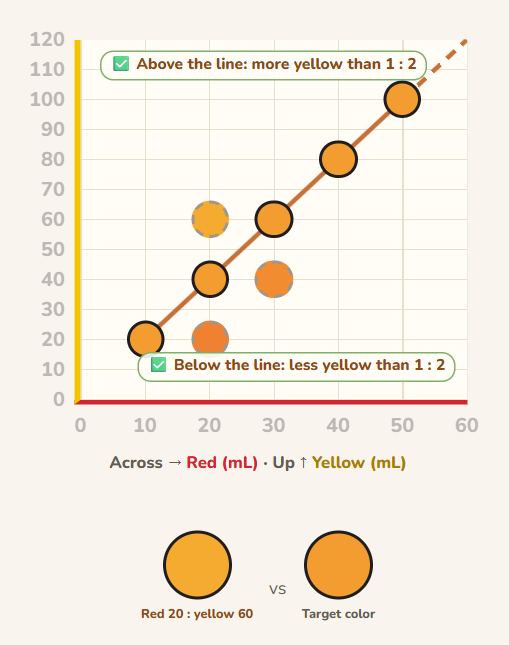 120
✅ Above the line: more yellow than 1 : 2
110
100
90
80
70
60
50
40
30
20
✅ Below the line: less yellow than 1 : 2
10
0
0 10 20 30 40 50 60
Across → Red (mL) · Up ↑ Yellow (mL)
vs
Red 20 : yellow 60 Target color